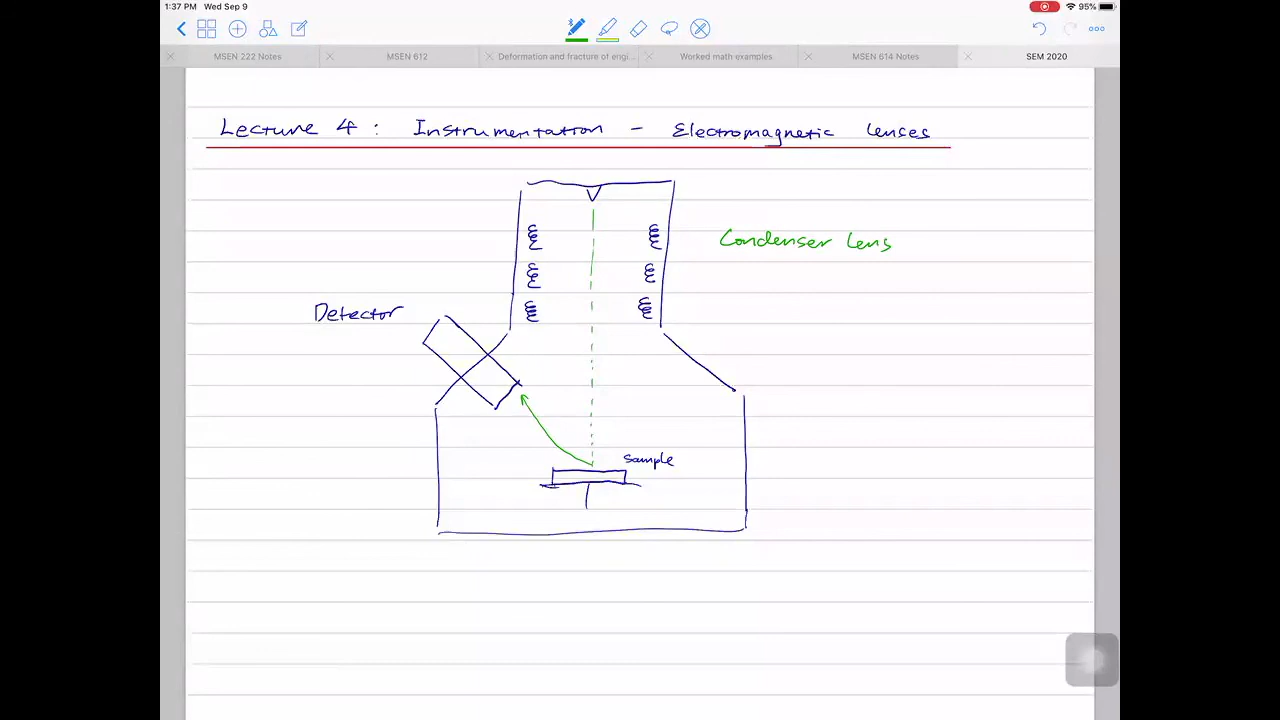 1:37 PM Wed Sep 9
95%
MSEN 222 Notes
MSEN 612
Deformation and fracture of engi...
Worked math examples
MSEN 614 Notes
SEM 2020
Lecture 4 : Instrumentation - Electromagnetic lenses
Condenser lens
Detector
sample